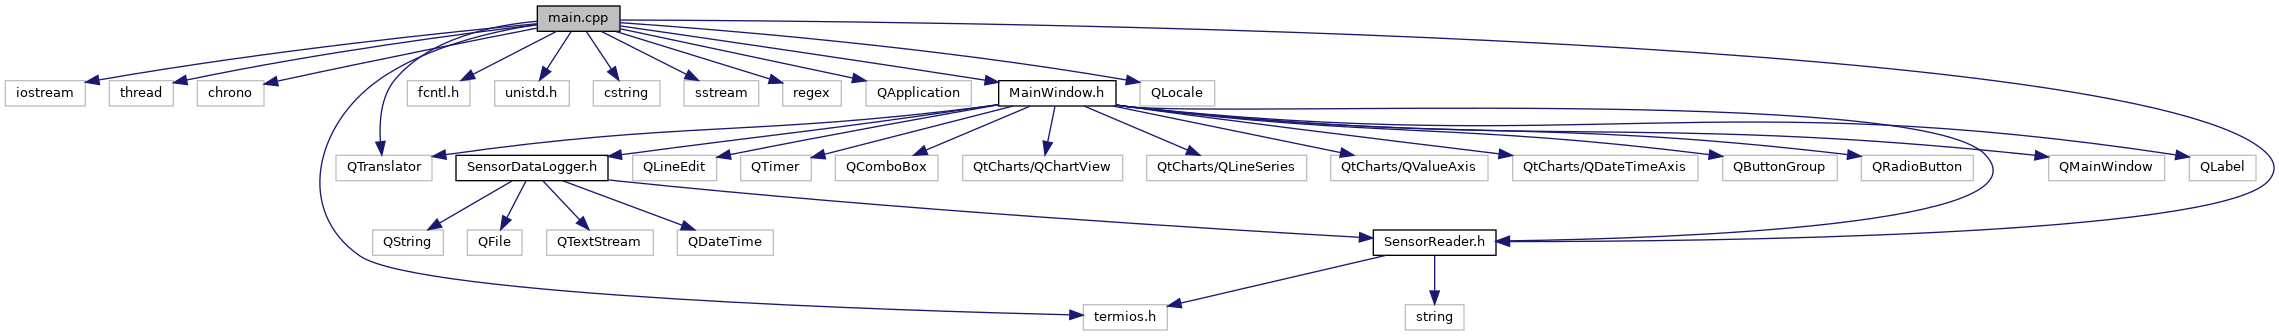 main.cpp
iostream
thread
chrono
fcntl.h
unistd.h
cstring
sstream
regex
QApplication
MainWindow.h
QLocale
QTranslator
SensorDataLogger.h
QLineEdit
QTimer
QComboBox
QtCharts/QChartView
QtCharts/QLineSeries
QtCharts/QValueAxis
QtCharts/QDateTimeAxis
QButtonGroup
QRadioButton
QMainWindow
QLabel
QString
QFile
QTextStream
QDateTime
SensorReader.h
termios.h
string